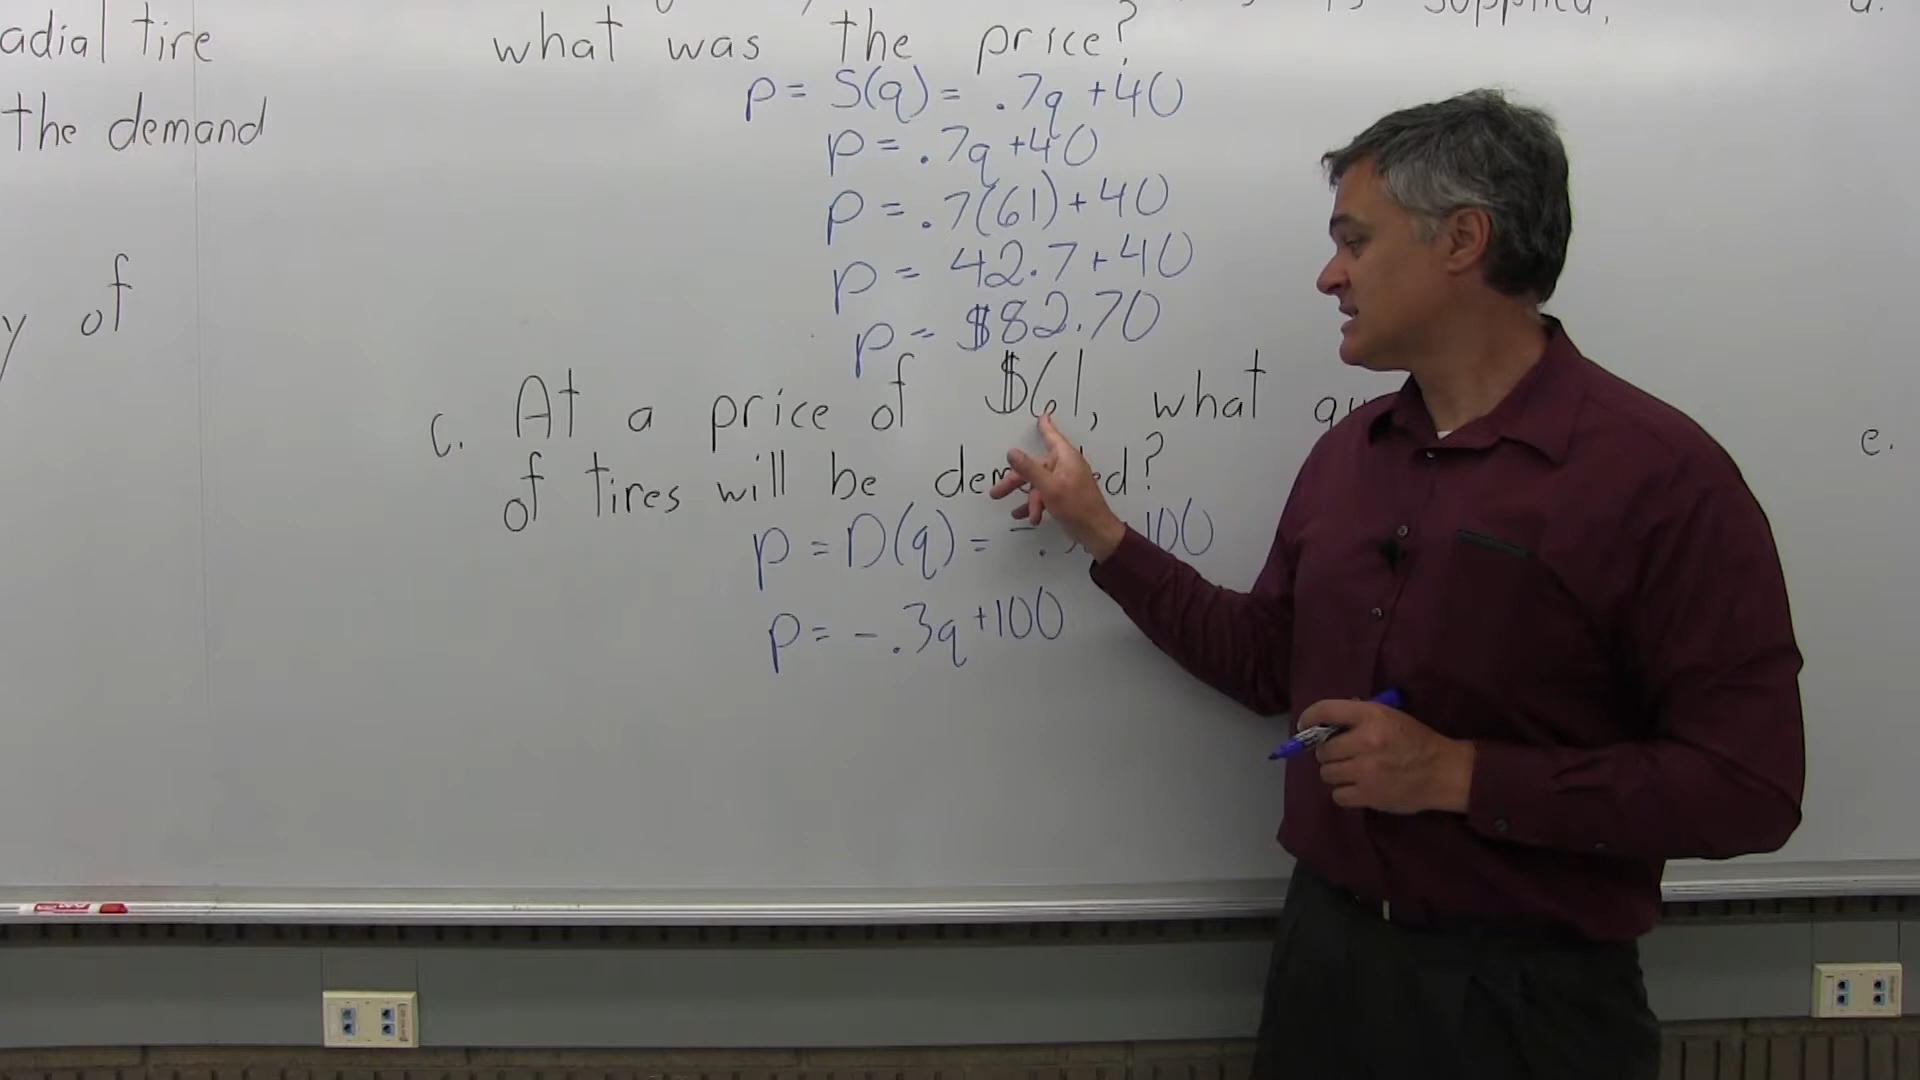 adial tire
the demand
of
what was the price?
p = S(q) = .7q +40
p = .7q +40
p = .7(61)+40
p = 42.7+40
p = $82.70
c. At a price of $61, what
of tires will be
p = D(q) = 100
p = -.3q +100
e.